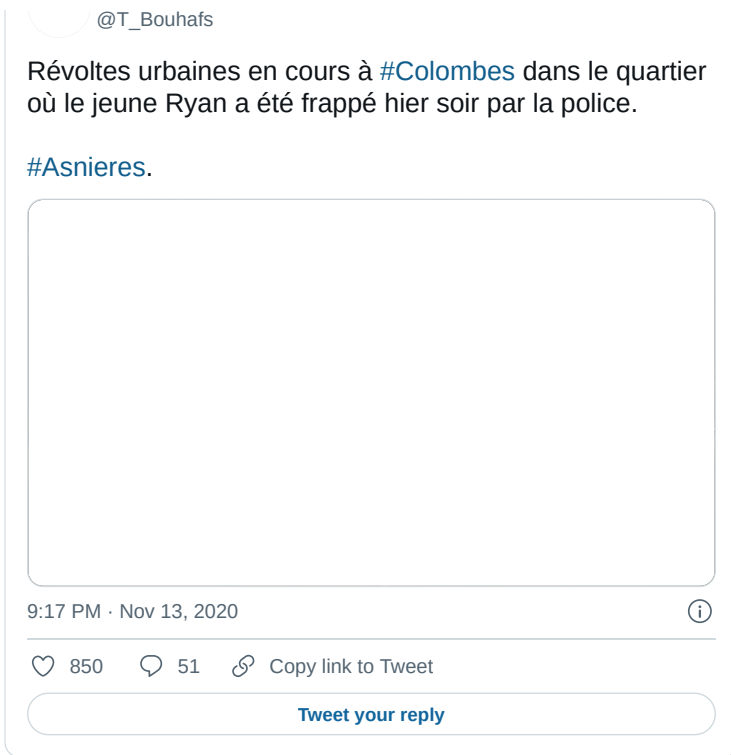 @T_Bouhafs
Révoltes urbaines en cours à #Colombes dans le quartier
où le jeune Ryan a été frappé hier soir par la police.
#Asnieres.
9:17 PM · Nov 13, 2020
850 51 Copy link to Tweet
Tweet your reply